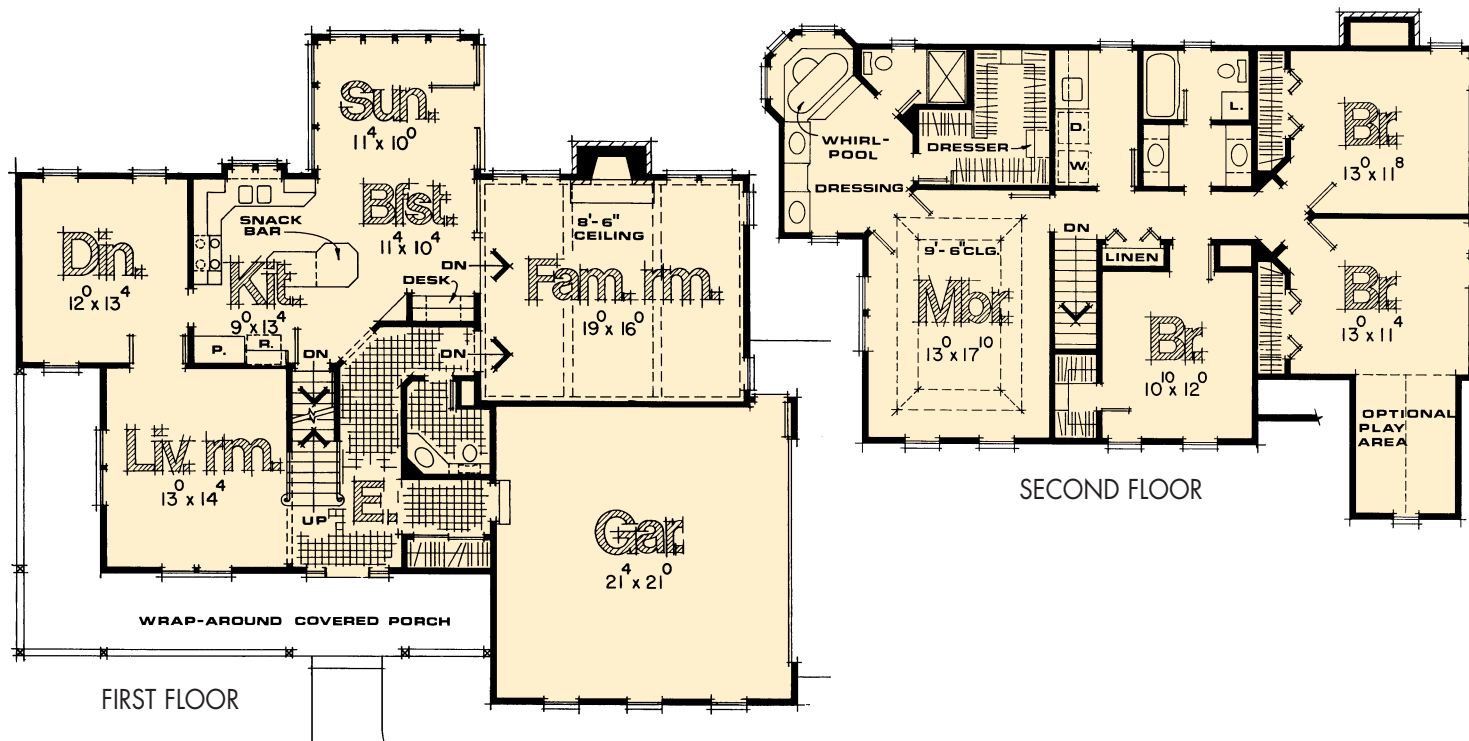 Sun.
11⁴ x 10⁰
SNACK
BAR
Bfst.
11⁴ x 10⁴
8'-6"
CEILING
Dn.
12⁰ x 13⁴
Kit.
9⁰ x 13⁴
DN
DESK
Fam. rm.
19⁰ x 16⁰
P.
R.
DN
DN
Liv. rm.
13⁰ x 14⁴
UP
E.
Gar.
21⁴ x 21⁰
WRAP-AROUND COVERED PORCH
FIRST FLOOR
WHIRL-
POOL
DRESSER
DRESSING
D.
W.
L.
Br.
13⁰ x 11⁸
DN
LINEN
9'-6" CLG.
Mbr.
13⁰ x 17¹⁰
Br.
10¹⁰ x 12⁰
Br.
13⁰ x 11⁴
OPTIONAL
PLAY
AREA
SECOND FLOOR